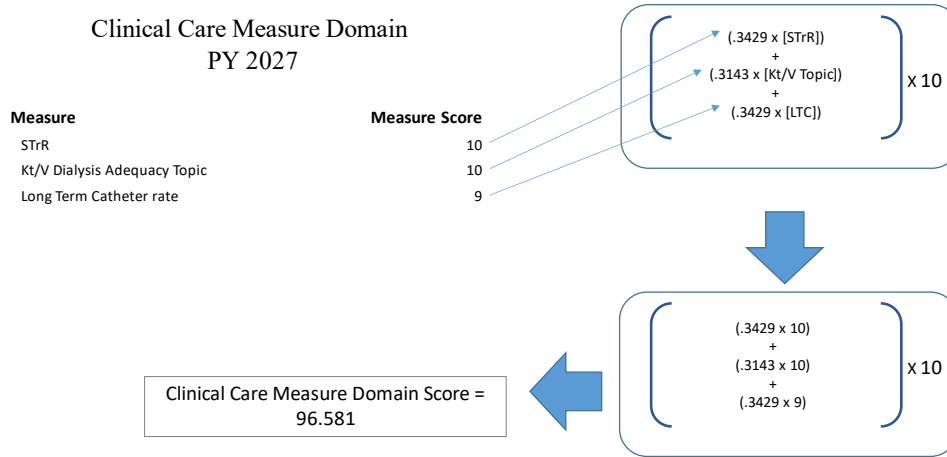 Clinical Care Measure Domain
PY 2027
Measure Measure Score
STrR 10
Kt/V Dialysis Adequacy Topic 10
Long Term Catheter rate 9
(.3429 x [STrR])
+
(.3143 x [Kt/V Topic])
+
(.3429 x [LTC])
x 10
(.3429 x 10)
+
(.3143 x 10)
+
(.3429 x 9)
x 10
Clinical Care Measure Domain Score =
96.581